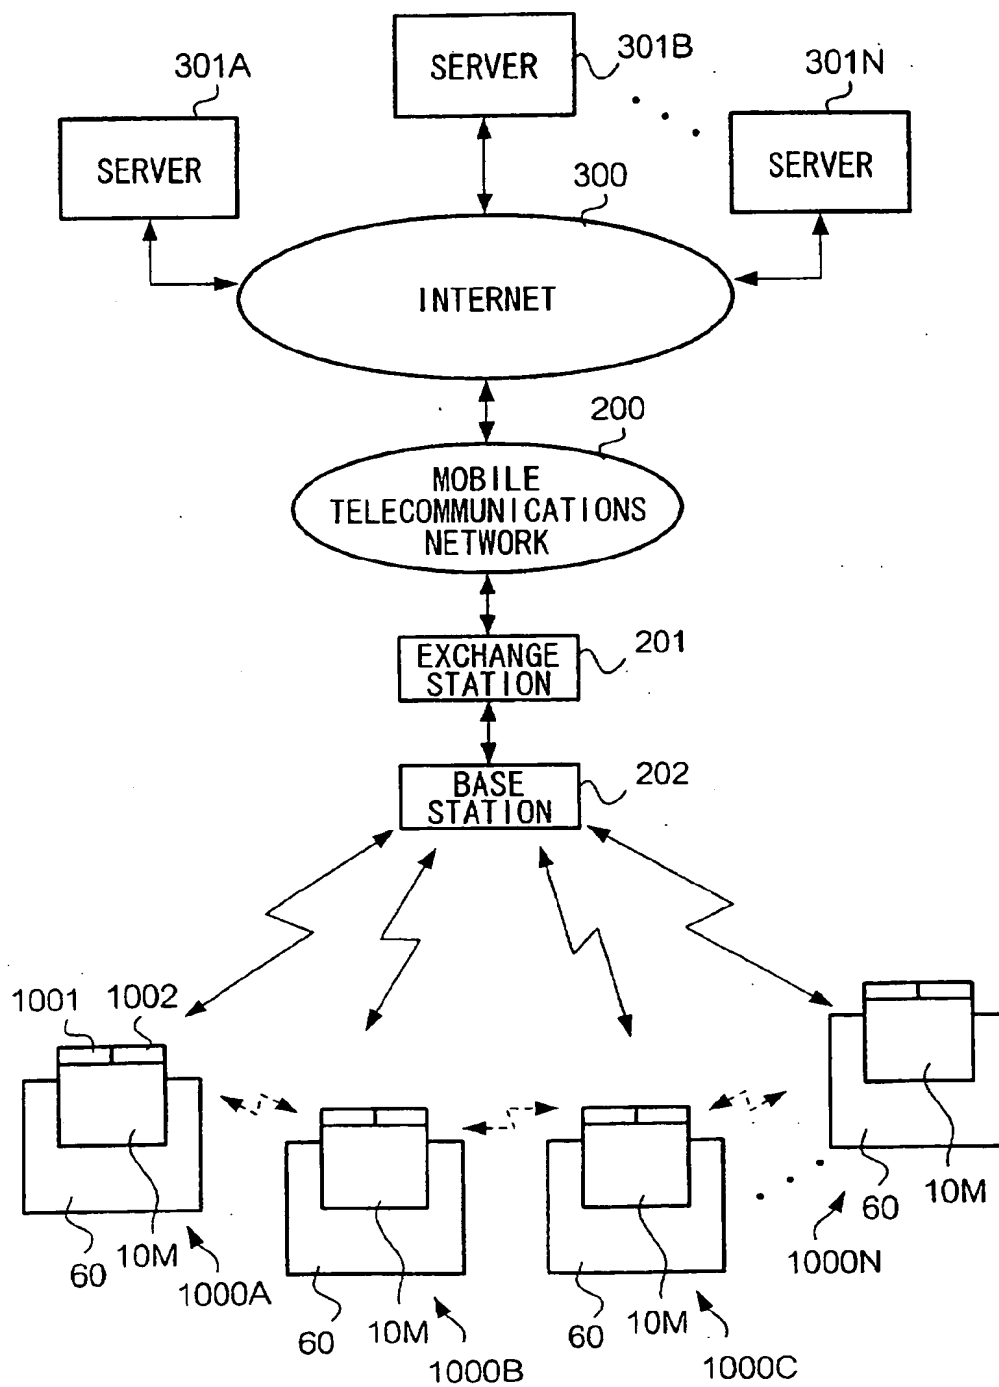 301A
SERVER
SERVER
301B
301N
SERVER
300
INTERNET
200
MOBILE
TELECOMMUNICATIONS
NETWORK
EXCHANGE
STATION
201
BASE
STATION
202
1001
1002
60
10M
1000A
60
10M
1000B
60
10M
1000C
60
10M
1000N